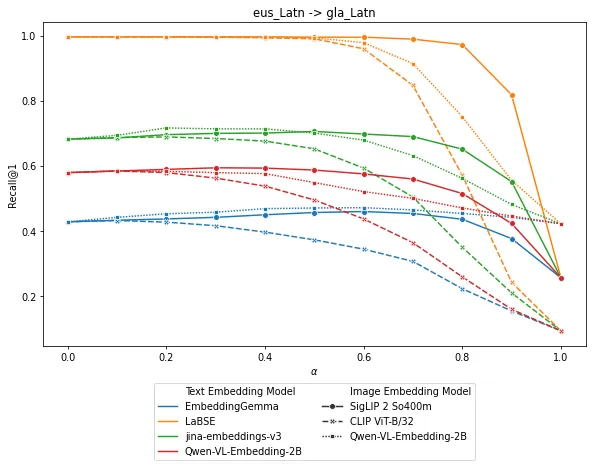 eus_Latn -> gla_Latn
Recall@1
1.0
0.8
0.6
0.4
0.2
0.0 0.2 0.4 0.6 0.8 1.0
α
Text Embedding Model Image Embedding Model
EmbeddingGemma SigLIP 2 So400m
LaBSE CLIP ViT-B/32
jina-embeddings-v3 Qwen-VL-Embedding-2B
Qwen-VL-Embedding-2B